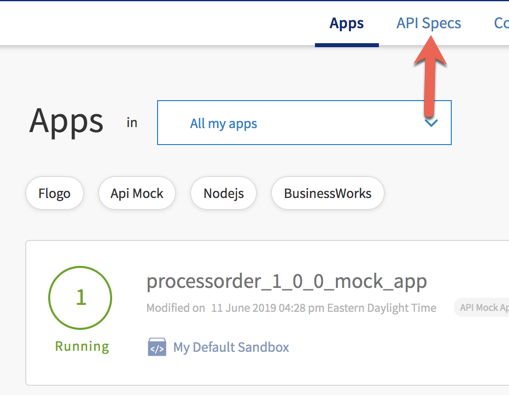 Apps API Specs Co
Apps in All my apps
Flogo Api Mock Nodejs BusinessWorks
1 processorder_1_0_0_mock_app
Modified on 11 June 2019 04:28 pm Eastern Daylight Time API Mock Ap
Running
</> My Default Sandbox